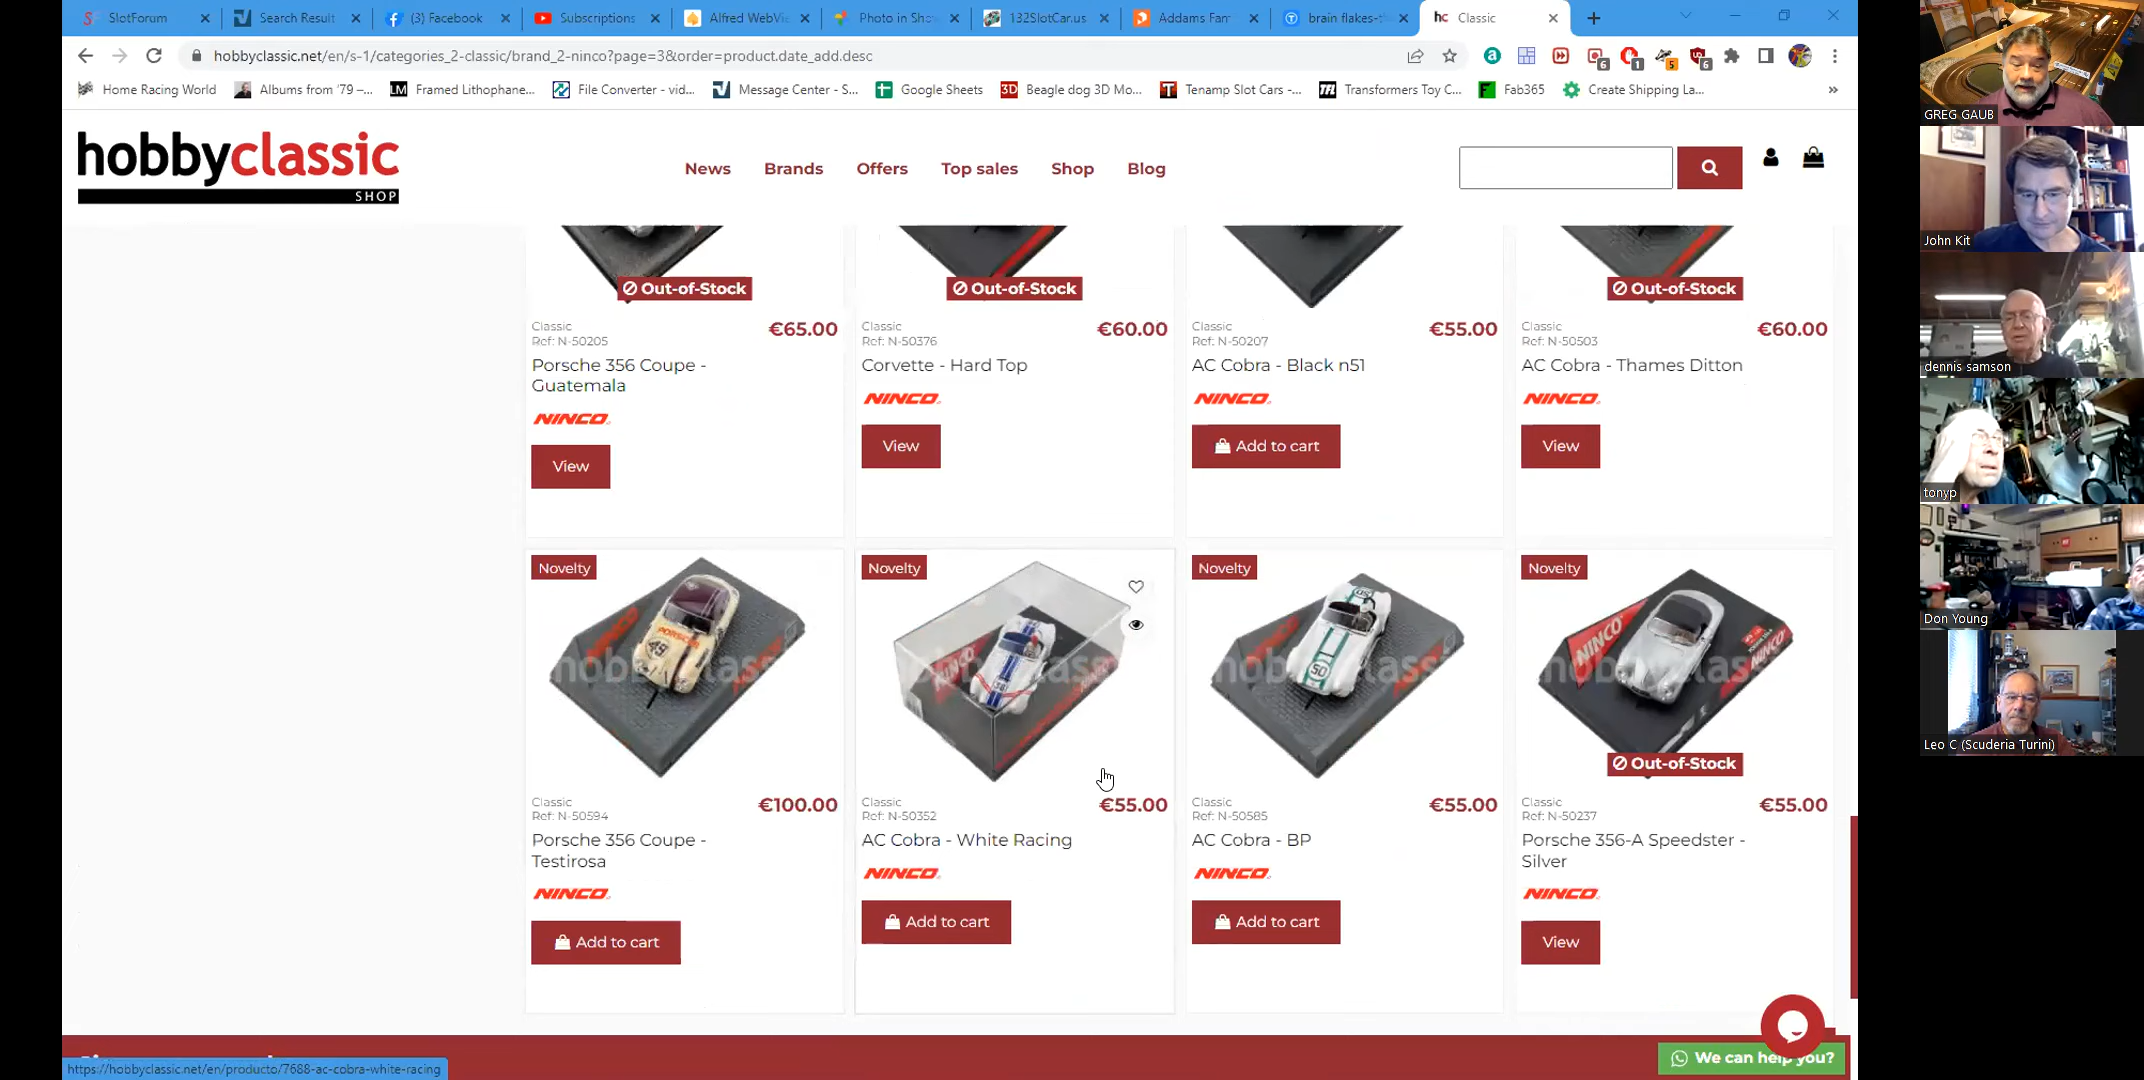 SlotForum
Search Result
(3) Facebook
Subscriptions
Alfred WebVi
Photo in Sho
132SlotCar.us
Addams Fam
brain flakes-t
hc Classic
hobbyclassic.net/en/s-1/categories_2-classic/brand_2-ninco?page=3&order=product.date_add.desc
6
1
5
6
Home Racing World
Albums from '79 –...
LM Framed Lithophane...
File Converter - vid...
Message Center - S...
Google Sheets
3D Beagle dog 3D Mo...
Tenamp Slot Cars -...
Transformers Toy C...
Fab365
Create Shipping La...
»
hobbyclassic
SHOP
News
Brands
Offers
Top sales
Shop
Blog
Out-of-Stock
Out-of-Stock
Out-of-Stock
Classic
Ref: N-50205
€65.00
Porsche 356 Coupe -
Guatemala
NINCO
View
Classic
Ref: N-50376
€60.00
Corvette - Hard Top
NINCO
View
Classic
Ref: N-50207
€55.00
AC Cobra - Black n51
NINCO
Add to cart
Classic
Ref: N-50503
€60.00
AC Cobra - Thames Ditton
NINCO
View
Novelty
Classic
Ref: N-50594
€100.00
Porsche 356 Coupe -
Testirosa
NINCO
Add to cart
Novelty
Classic
Ref: N-50352
€55.00
AC Cobra - White Racing
NINCO
Add to cart
Novelty
Classic
Ref: N-50585
€55.00
AC Cobra - BP
NINCO
Add to cart
Novelty
Out-of-Stock
Classic
Ref: N-50237
€55.00
Porsche 356-A Speedster -
Silver
NINCO
View
https://hobbyclassic.net/en/producto/7688-ac-cobra-white-racing
We can help you?
GREG GAUB
John Kit
dennis samson
tonyp
Don Young
Leo C (Scuderia Turini)